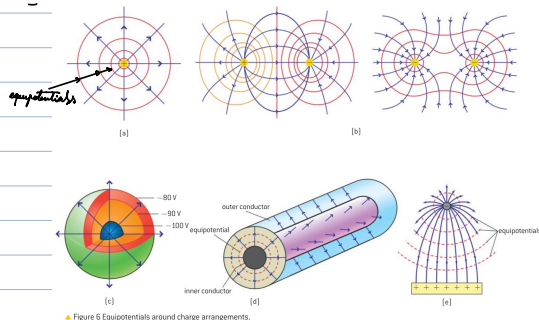 equipotentials
(a)
(b)
-80 V
-90 V
-100 V
outer conductor
equipotential
inner conductor
equipotentials
(c)
(d)
(e)
+ + + + + +
▲ Figure 6 Equipotentials around charge arrangements.